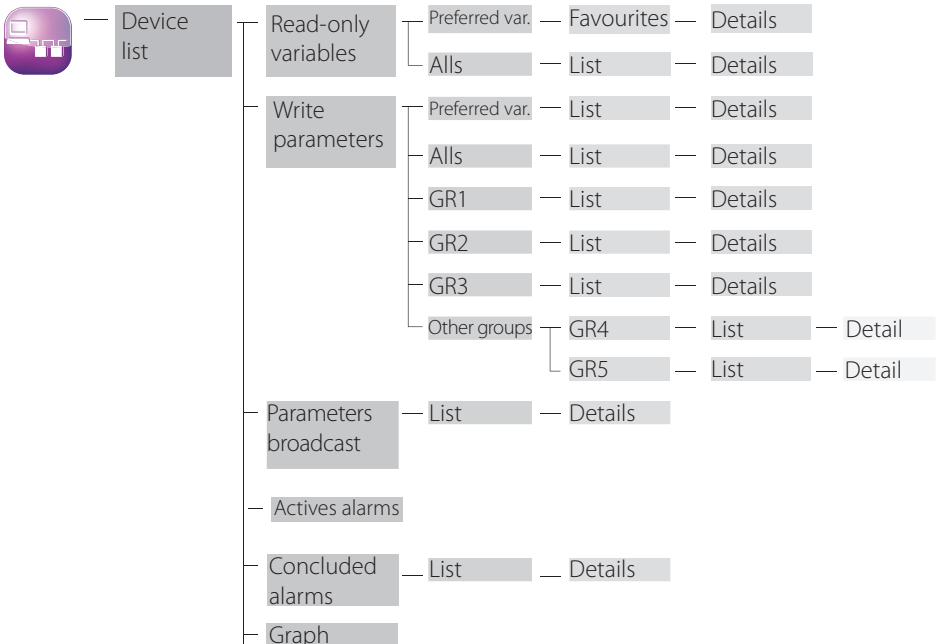 Device
list
Read-only
variables
Preferred var.
Favourites
Details
Alls
List
Details
Write
parameters
Preferred var.
List
Details
Alls
List
Details
GR1
List
Details
GR2
List
Details
GR3
List
Details
Other groups
GR4
List
Detail
GR5
List
Detail
Parameters
broadcast
List
Details
Actives alarms
Concluded
alarms
List
Details
Graph